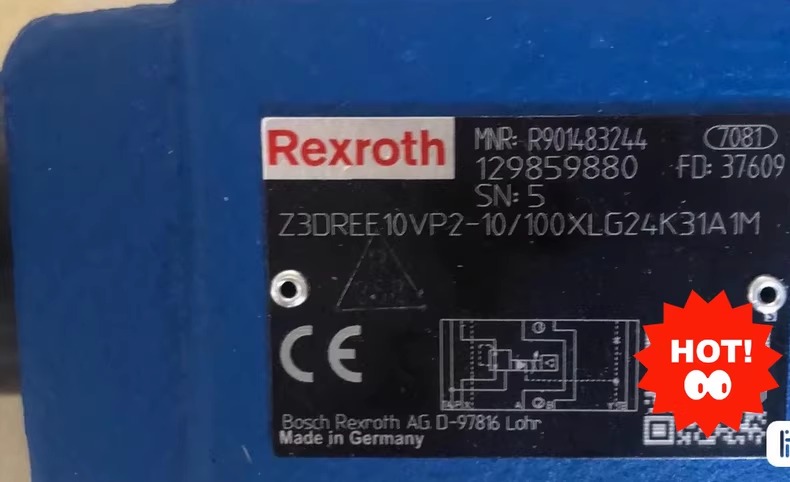 Rexroth
MNR: R901483244 7081
129859880 FD: 37609
SN: 5
Z3DREE10VP2-10/100XLG24K31A1M
CE
HOT!
Bosch Rexroth AG D-97816 Lohr
Made in Germany